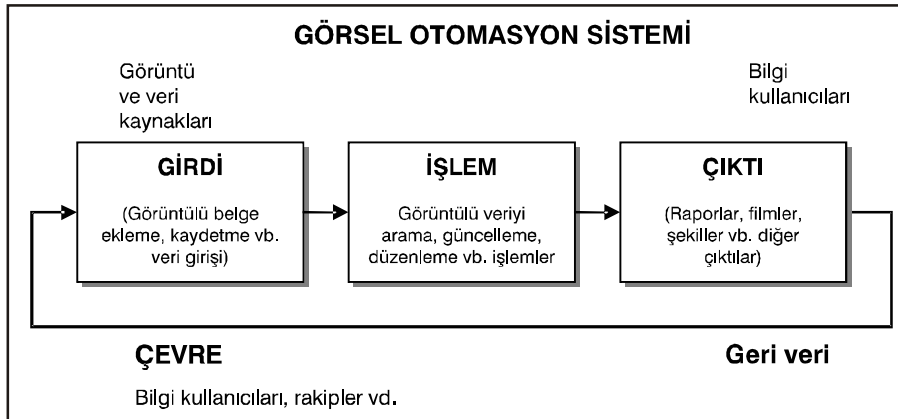 GÖRSEL OTOMASYON SİSTEMİ
Görüntü
ve veri
kaynakları
Bilgi
kullanıcıları
GİRDİ
(Görüntülü belge
ekleme, kaydetme vb.
veri girişi)
İŞLEM
Görüntülü veriyi
arama, güncelleme,
düzenleme vb. işlemler
ÇIKTI
(Raporlar, filmler,
şekiller vb. diğer
çıktılar)
ÇEVRE
Geri veri
Bilgi kullanıcıları, rakipler vd.